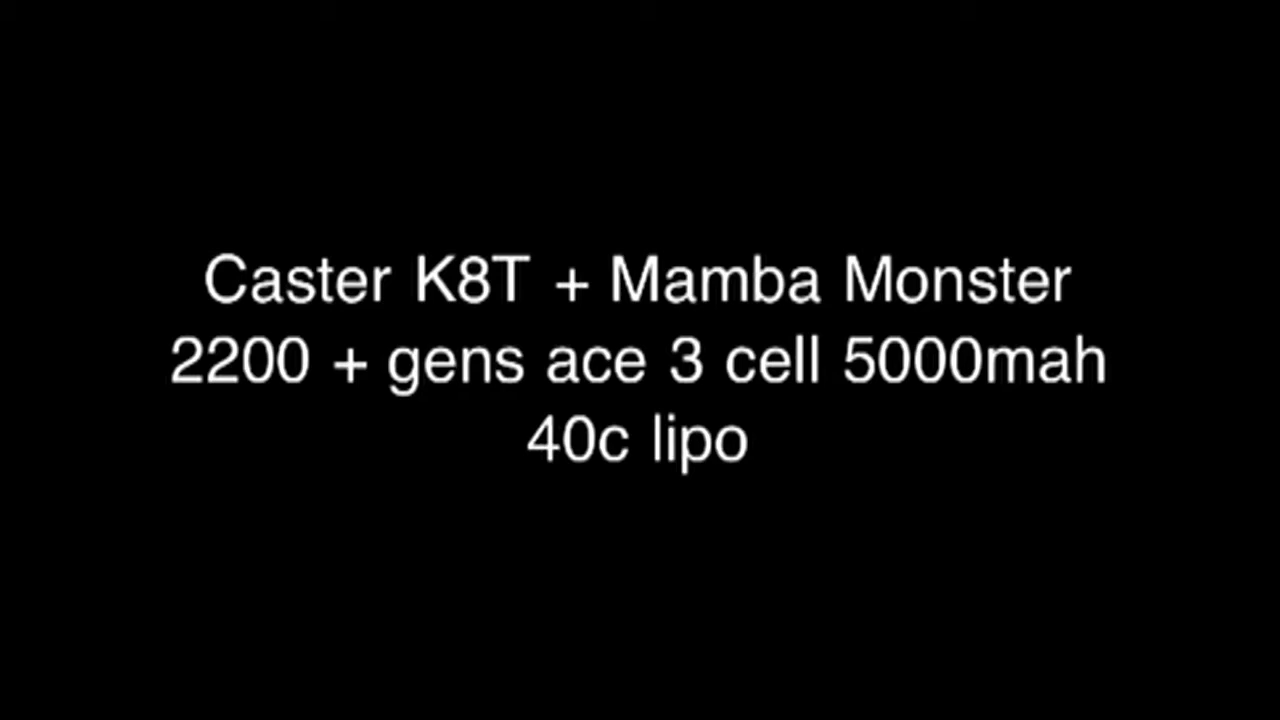 Caster K8T + Mamba Monster
2200 + gens ace 3 cell 5000mah
40c lipo